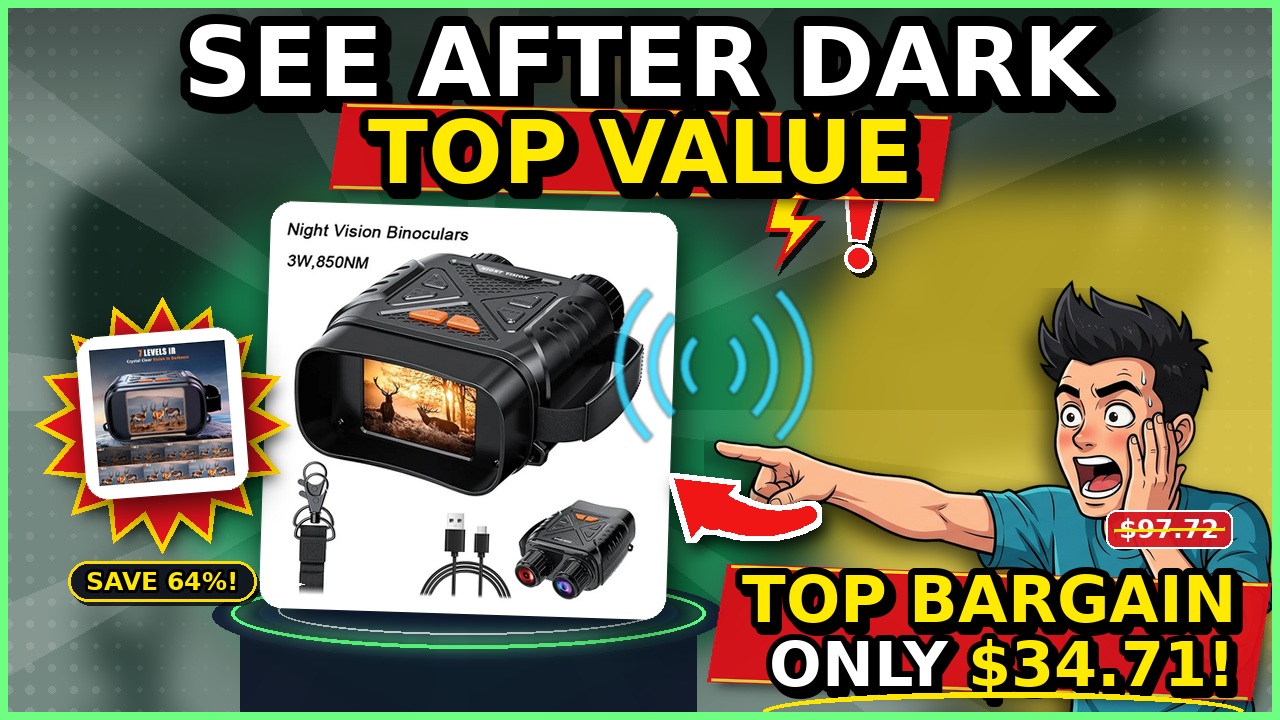 SEE AFTER DARK
TOP VALUE
Night Vision Binoculars
3W,850NM
NIGHT VISION
7 LEVELS IR
Crystal Clear Vision in Darkness!
SAVE 64%!
$97.72
TOP BARGAIN
ONLY $34.71!